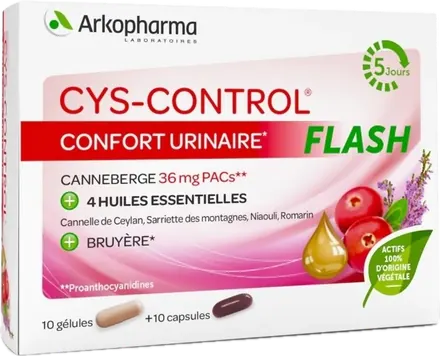 Arkopharma
LABORATOIRES
5 Jours
CYS-CONTROL®
CONFORT URINAIRE*
FLASH
CANNEBERGE 36 mg PACs**
+ 4 HUILES ESSENTIELLES
Cannelle de Ceylan, Sarriette des montagnes, Niaouli, Romarin
+ BRUYÈRE*
ACTIFS
100%
D'ORIGINE
VÉGÉTALE
**Proanthocyanidines
10 gélules +10 capsules